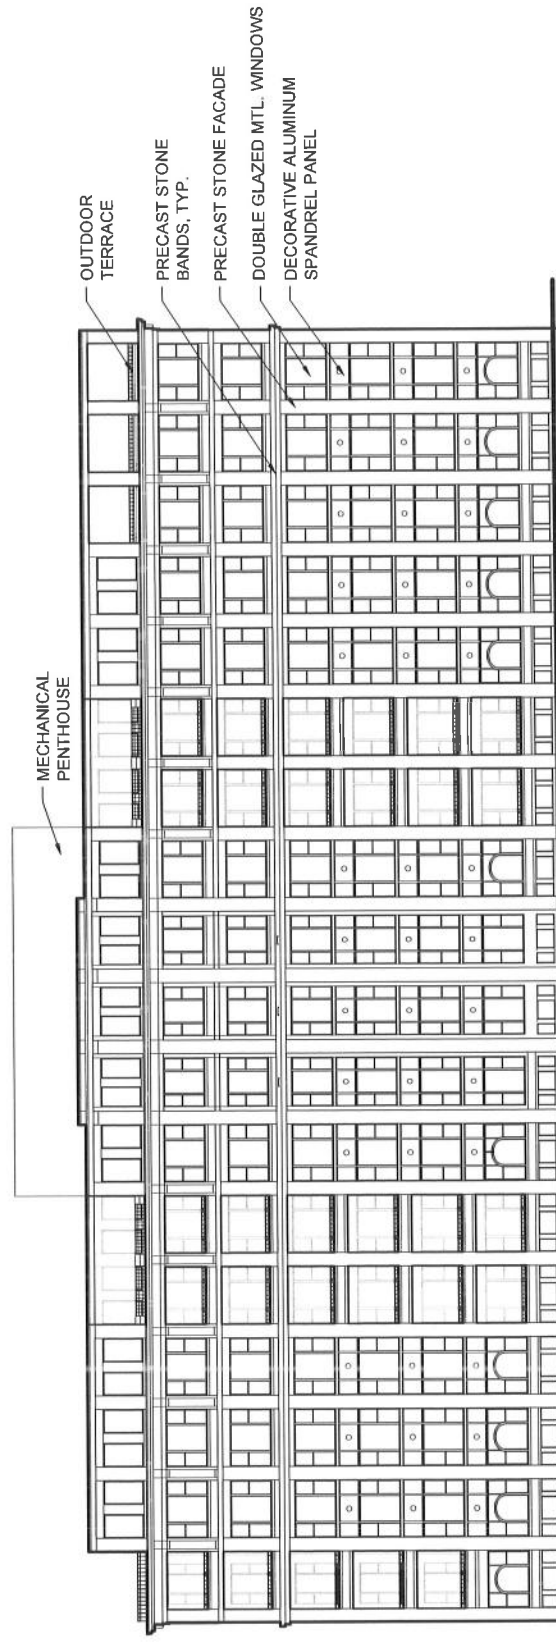 MECHANICAL
PENTHOUSE
OUTDOOR
TERRACE
PRECAST STONE
BANDS, TYP.
PRECAST STONE FACADE
DOUBLE GLAZED MTL. WINDOWS
DECORATIVE ALUMINUM
SPANDREL PANEL